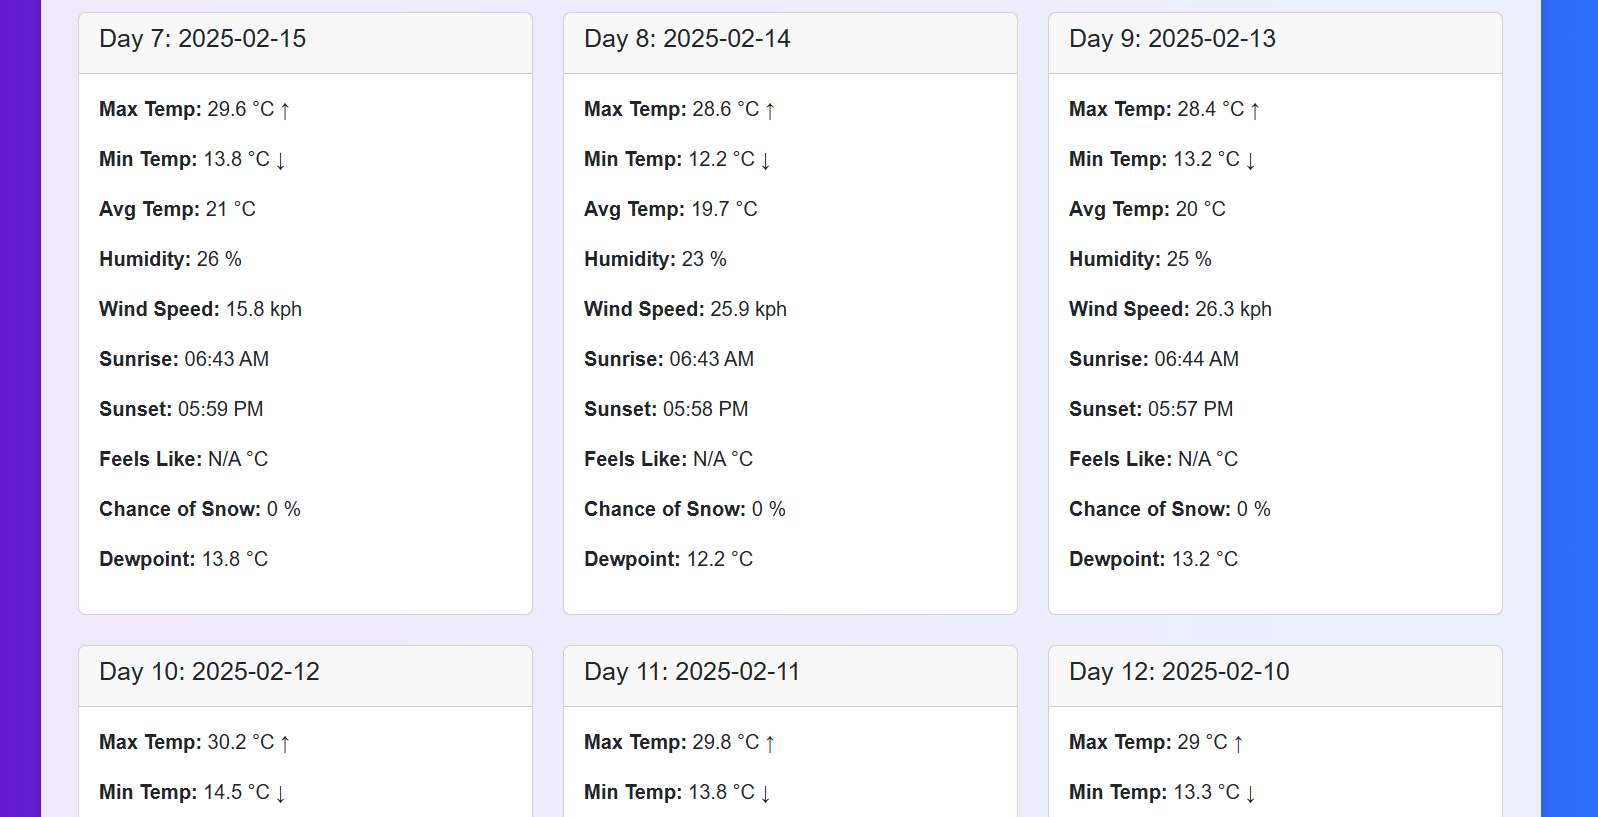 Day 7: 2025-02-15
Max Temp: 29.6 °C ↑
Min Temp: 13.8 °C ↓
Avg Temp: 21 °C
Humidity: 26 %
Wind Speed: 15.8 kph
Sunrise: 06:43 AM
Sunset: 05:59 PM
Feels Like: N/A °C
Chance of Snow: 0 %
Dewpoint: 13.8 °C
Day 8: 2025-02-14
Max Temp: 28.6 °C ↑
Min Temp: 12.2 °C ↓
Avg Temp: 19.7 °C
Humidity: 23 %
Wind Speed: 25.9 kph
Sunrise: 06:43 AM
Sunset: 05:58 PM
Feels Like: N/A °C
Chance of Snow: 0 %
Dewpoint: 12.2 °C
Day 9: 2025-02-13
Max Temp: 28.4 °C ↑
Min Temp: 13.2 °C ↓
Avg Temp: 20 °C
Humidity: 25 %
Wind Speed: 26.3 kph
Sunrise: 06:44 AM
Sunset: 05:57 PM
Feels Like: N/A °C
Chance of Snow: 0 %
Dewpoint: 13.2 °C
Day 10: 2025-02-12
Max Temp: 30.2 °C ↑
Min Temp: 14.5 °C ↓
Day 11: 2025-02-11
Max Temp: 29.8 °C ↑
Min Temp: 13.8 °C ↓
Day 12: 2025-02-10
Max Temp: 29 °C ↑
Min Temp: 13.3 °C ↓